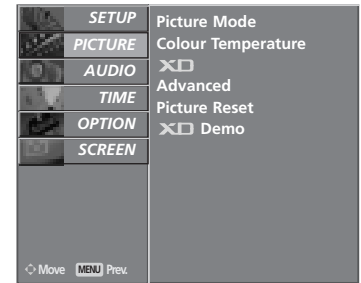 SETUP
PICTURE
AUDIO
TIME
OPTION
SCREEN
Move MENU Prev.
Picture Mode
Colour Temperature
XD
Advanced
Picture Reset
XD Demo